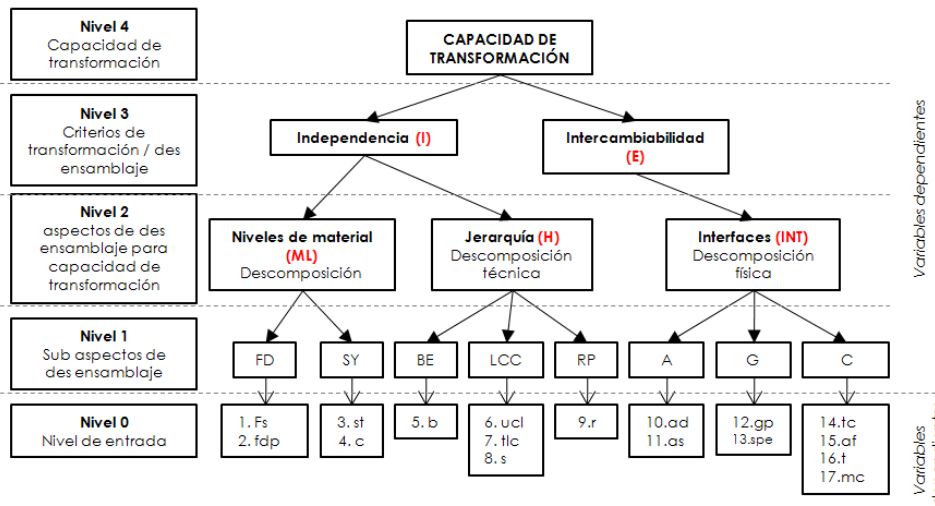 Nivel 4
Capacidad de
transformación
CAPACIDAD DE
TRANSFORMACIÓN
Nivel 3
Criterios de
transformación / des
ensamblaje
Independencia (I)
Intercambiabilidad
(E)
Variables dependientes
Nivel 2
aspectos de des
ensamblaje para
capacidad de
transformación
Niveles de material
(ML)
Descomposición
Jerarquía (H)
Descomposición
técnica
Interfaces (INT)
Descomposición
física
Nivel 1
Sub aspectos de
des ensamblaje
FD
SY
BE
LCC
RP
A
G
C
Nivel 0
Nivel de entrada
1. Fs
2. fdp
3. st
4. c
5. b
6. ucl
7. tlc
8. s
9.r
10.ad
11.as
12.gp
13.spe
14.tc
15.af
16.t
17.mc
Variables